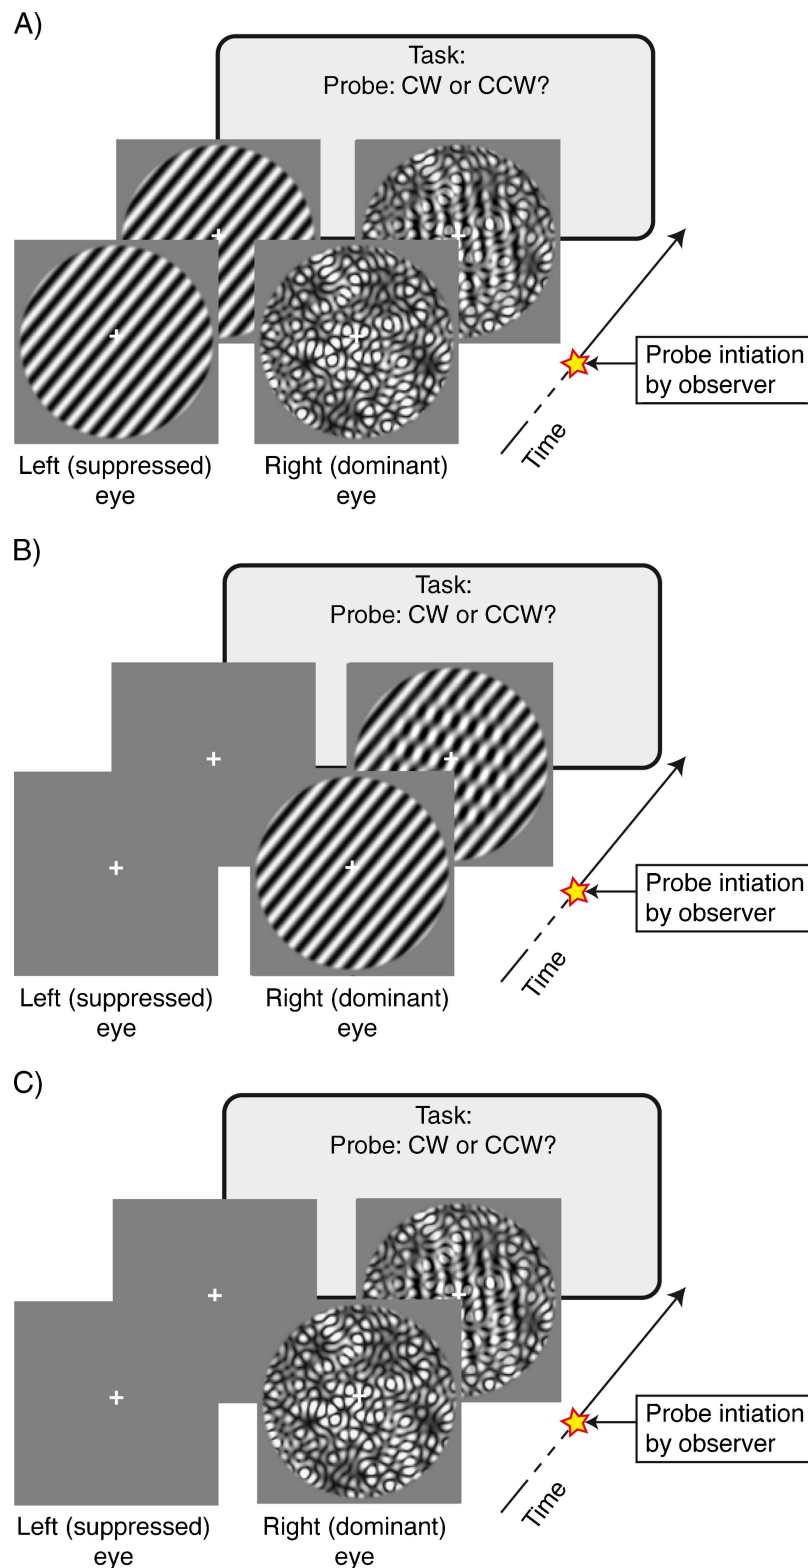 A)
Task:
Probe: CW or CCW?
Probe intiation
by observer
Time
Left (suppressed)
eye
Right (dominant)
eye
B)
Task:
Probe: CW or CCW?
Probe intiation
by observer
Time
Left (suppressed)
eye
Right (dominant)
eye
C)
Task:
Probe: CW or CCW?
Probe intiation
by observer
Time
Left (suppressed)
eye
Right (dominant)
eye